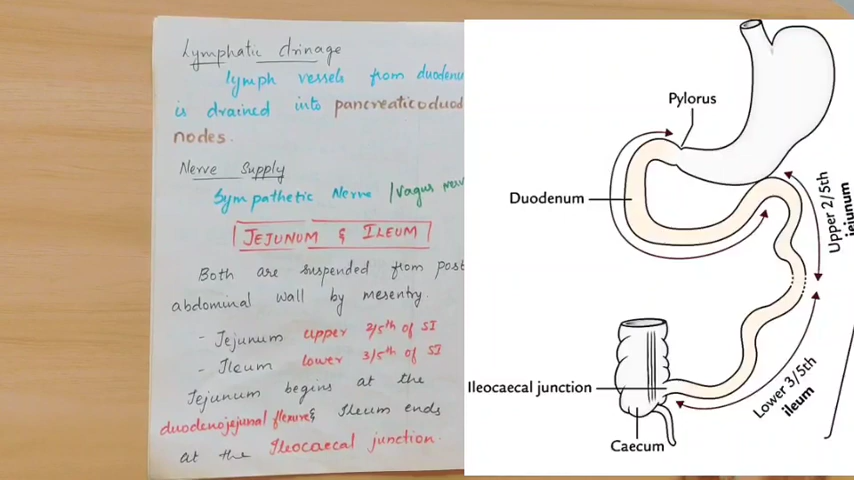 Lymphatic drinage
lymph vessels from duodenu
is drained into pancreaticoduod
nodes.
Nerve Supply
Sympathetic Nerve / vagus nerv
JEJUNUM & ILEUM
Both are suspended from post
abdominal wall by mesentry.
- Jejunum upper 2/5th of SI
- Ileum lower 3/5th of SI
Jejunum begins at the
duodenojejunal flexure & Ileum ends
at the Ileocaecal junction.
Pylorus
Duodenum
Upper 2/5th
jejunum
Ileocaecal junction
Lower 3/5th
ileum
Caecum